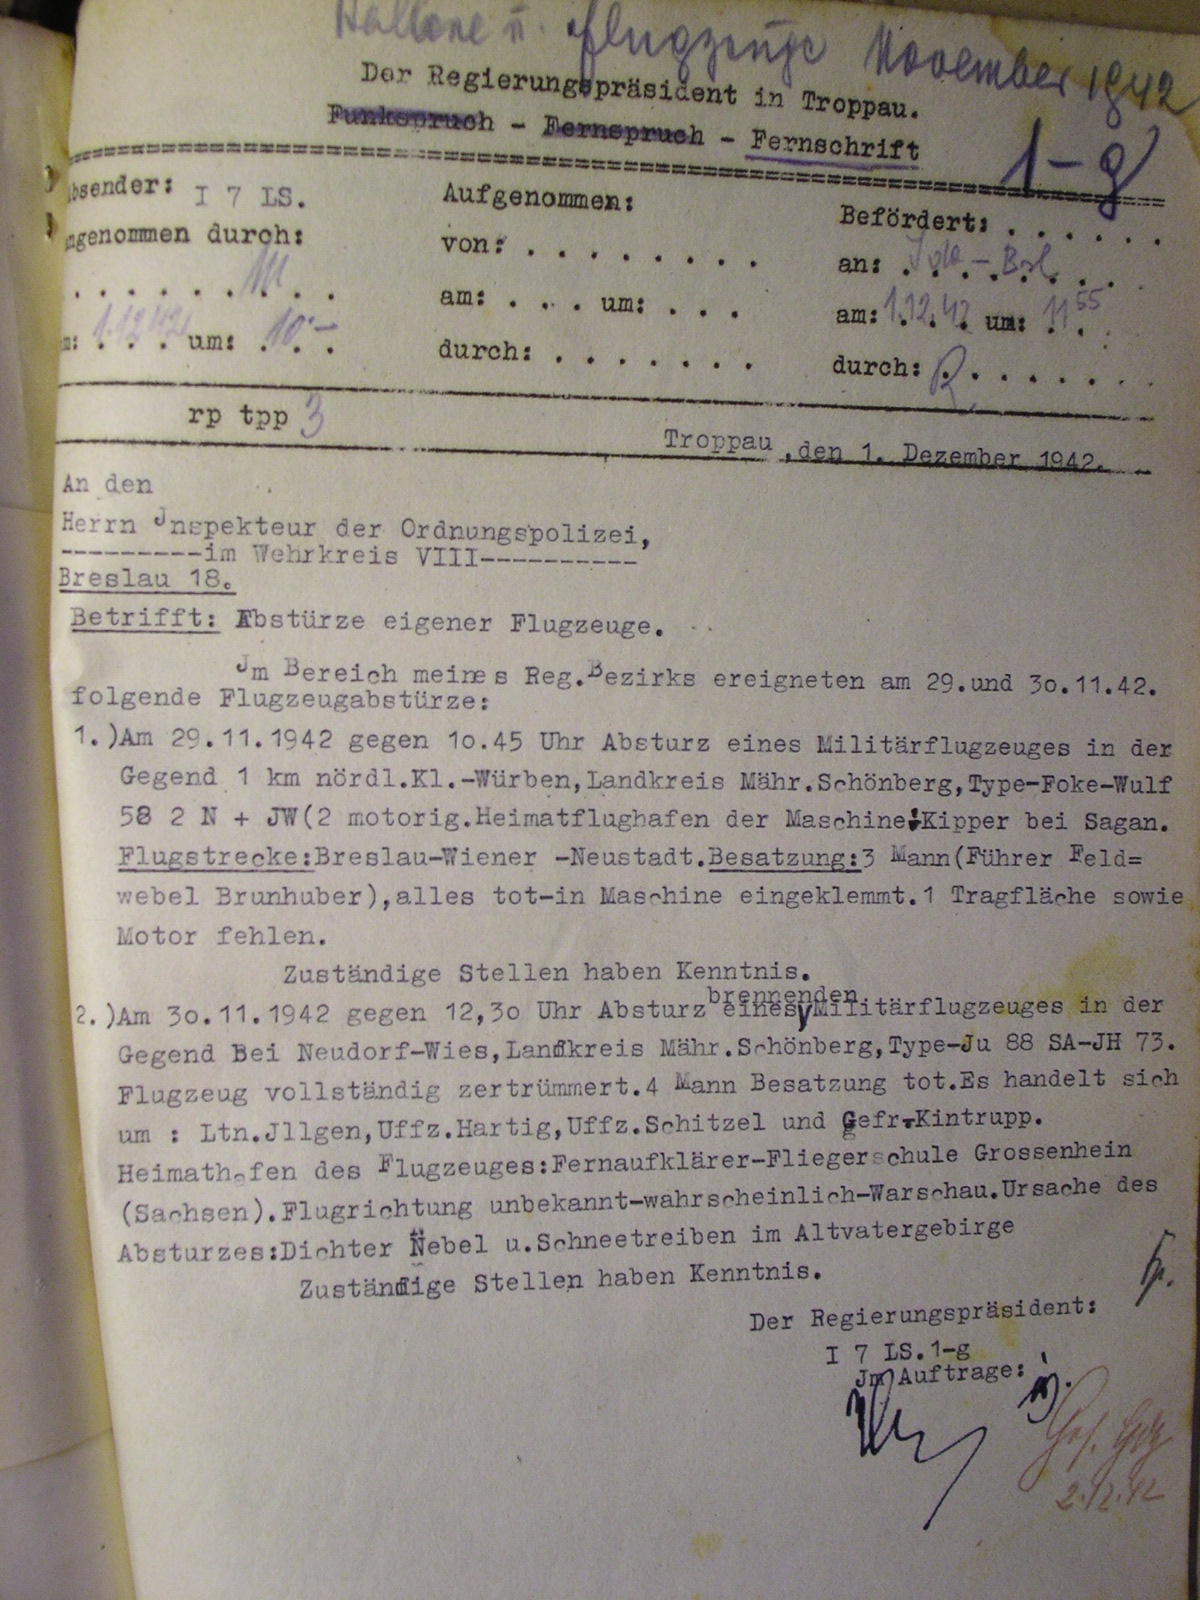 Ballone u. Flugzeuge November 1942
Der Regierungspräsident in Troppau.
Funkspruch - Fernspruch - Fernschrift
1-g
Absender: I 7 LS.
Aufgenommen:
Befördert: . . . . . .
angenommen durch:
von: . . . . . . . .
an: . . . . . . . .
. . . . . . . . . .
am: . . . . um: . . .
am: 1.12.42 um: 11 55
1.12.42 um: 10.-
durch: . . . . . . .
durch: . . . . . . . .
rp tpp 3
Troppau ,den 1. Dezember 1942.
An den
Herrn Jnspekteur der Ordnungspolizei,
---------im Wehrkreis VIII----------
Breslau 18.
Betrifft: Abstürze eigener Flugzeuge.
Jm Bereich meines Reg.Bezirks ereigneten am 29.und 3o.11.42.
folgende Flugzeugabstürze:
1.)Am 29.11.1942 gegen 1o.45 Uhr Absturz eines Militärflugzeuges in der
Gegend 1 km nördl.Kl.-Würben,Landkreis Mähr.Schönberg,Type-Foke-Wulf
58 2 N + JW(2 motorig.Heimatflughafen der Maschine:Kipper bei Sagan.
Flugstrecke:Breslau-Wiener -Neustadt.Besatzung:3 Mann(Führer Feld=
webel Brunhuber),alles tot-in Maschine eingeklemmt.1 Tragfläche sowie
Motor fehlen.
Zuständige Stellen haben Kenntnis.
brennenden
2.)Am 3o.11.1942 gegen 12,3o Uhr Absturz eines Militärflugzeuges in der
Gegend Bei Neudorf-Wies,Landkreis Mähr.Schönberg,Type-Ju 88 SA-JH 73.
Flugzeug vollständig zertrümmert.4 Mann Besatzung tot.Es handelt sich
um : Ltn.Jllgen,Uffz.Hartig,Uffz.Schitzel und Gefr.Kintrupp.
Heimathafen des Flugzeuges:Fernaufklärer-Fliegerschule Grossenhein
(Sachsen).Flugrichtung unbekannt-wahrscheinlich-Warschau.Ursache des
Absturzes:Dichter Nebel u.Schneetreiben im Altvatergebirge
Zuständige Stellen haben Kenntnis.
Der Regierungspräsident:
I 7 LS.1-g
Jm Auftrage:
2.12.42